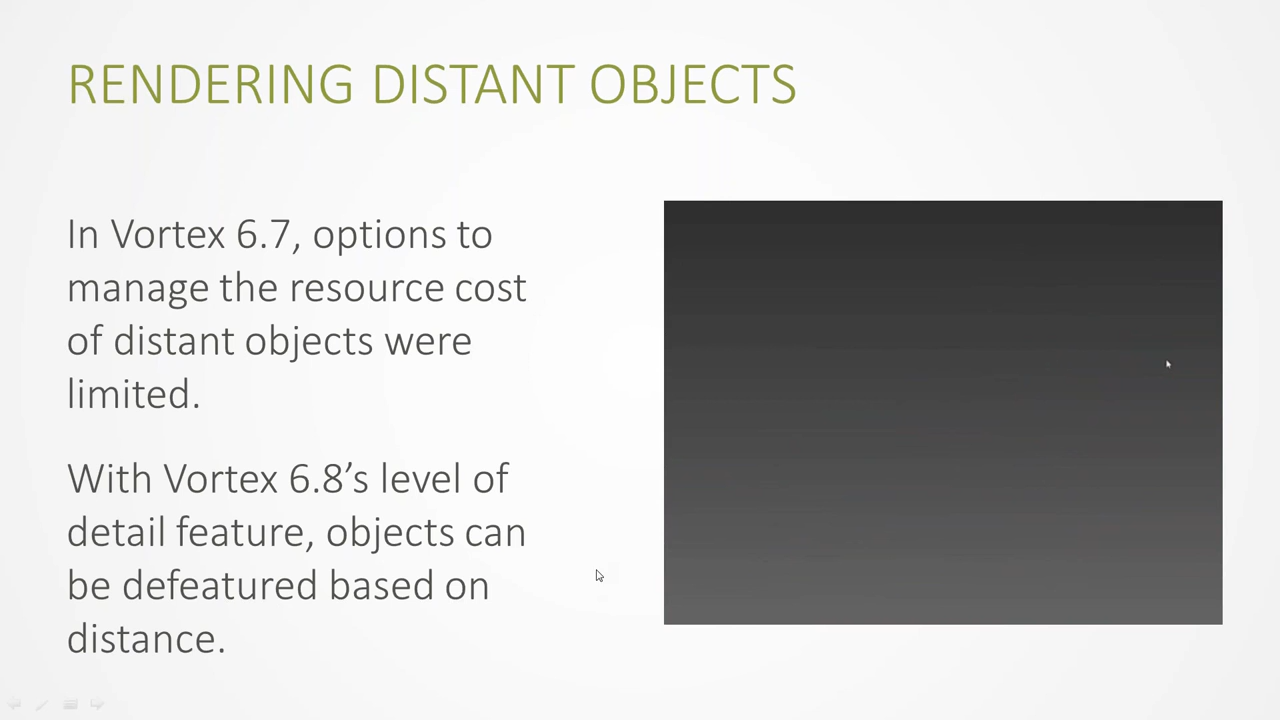 RENDERING DISTANT OBJECTS
In Vortex 6.7, options to
manage the resource cost
of distant objects were
limited.
With Vortex 6.8’s level of
detail feature, objects can
be defeatured based on
distance.